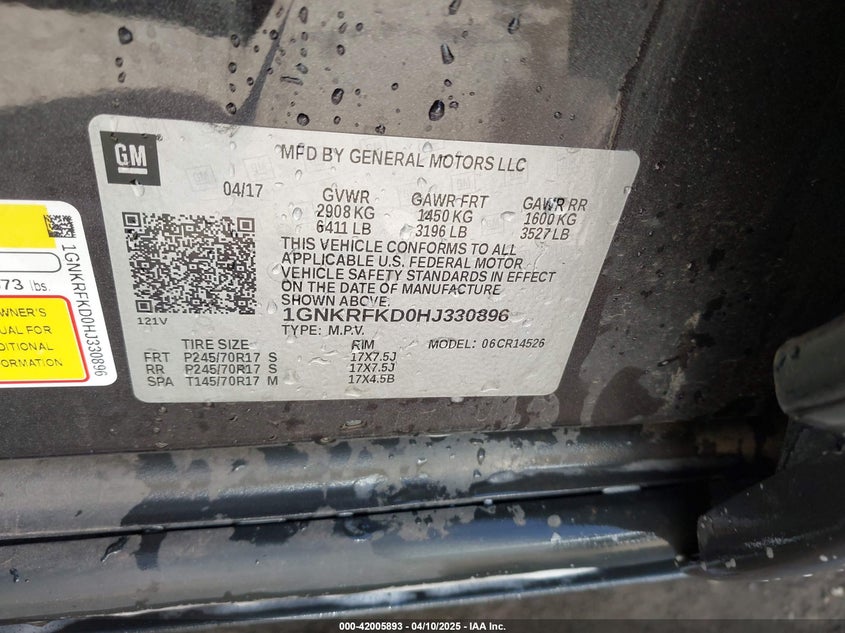 GM
MFD BY GENERAL MOTORS LLC
04/17
GVWR GAWR FRT GAWR RR
2908 KG 1450 KG 1600 KG
6411 LB 3196 LB 3527 LB
THIS VEHICLE CONFORMS TO ALL
APPLICABLE U.S. FEDERAL MOTOR
VEHICLE SAFETY STANDARDS IN EFFECT
ON THE DATE OF MANUFACTURE
SHOWN ABOVE.
1GNKRFKD0HJ330896
TYPE: M.P.V. MODEL: 06CR14526
121V
TIRE SIZE RIM
FRT P245/70R17 S 17X7.5J
RR P245/70R17 S 17X7.5J
SPA T145/70R17 M 17X4.5B
1GNKRFKD0HJ330896
73 lbs.
WNER'S
UAL FOR
DITIONAL
FORMATION
000-42005893 - 04/10/2025 - IAA Inc.